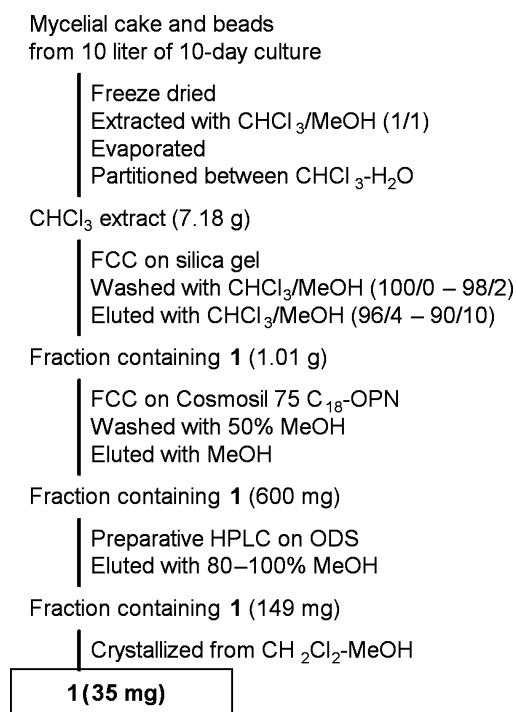 Mycelial cake and beads
from 10 liter of 10-day culture
Freeze dried
Extracted with CHCl₃/MeOH (1/1)
Evaporated
Partitioned between CHCl₃-H₂O
CHCl₃ extract (7.18 g)
FCC on silica gel
Washed with CHCl₃/MeOH (100/0 – 98/2)
Eluted with CHCl₃/MeOH (96/4 – 90/10)
Fraction containing 1 (1.01 g)
FCC on Cosmosil 75 C₁₈-OPN
Washed with 50% MeOH
Eluted with MeOH
Fraction containing 1 (600 mg)
Preparative HPLC on ODS
Eluted with 80–100% MeOH
Fraction containing 1 (149 mg)
Crystallized from CH₂Cl₂-MeOH
1 (35 mg)